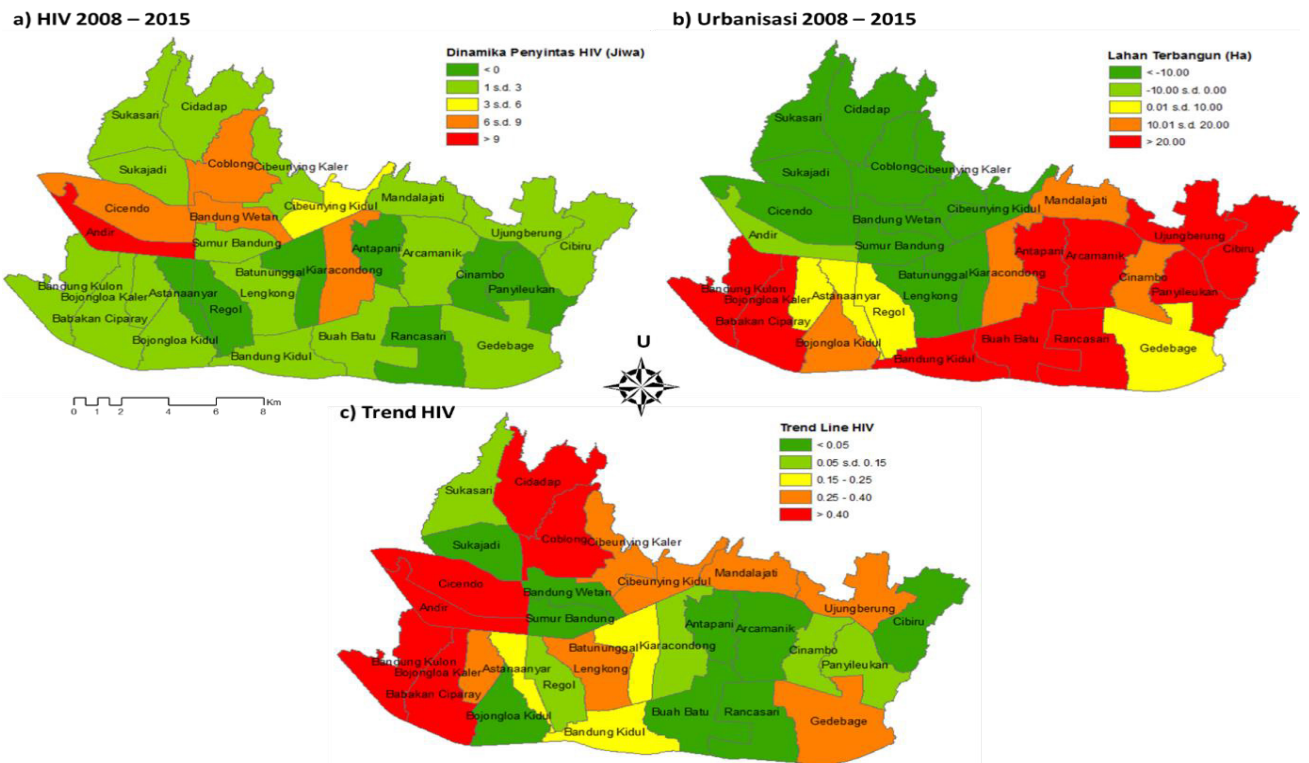 a) HIV 2008 – 2015
Dinamika Penyintas HIV (Jiwa)
< 0
1 s.d. 3
3 s.d. 6
6 s.d. 9
> 9
Sukasari
Cidadap
Sukajadi
Coblong
Cibeunying Kaler
Cicendo
Bandung Wetan
Cibeunying Kidul
Mandalajati
Andir
Sumur Bandung
Antapani
Arcamanik
Ujungberung
Cibiru
Bandung Kulon
Bojongloa Kaler
Astanaanyar
Batununggal
Kiaracondong
Lengkong
Regol
Cinambo
Panyileukan
Babakan Ciparay
Bojongloa Kidul
Bandung Kidul
Buah Batu
Rancasari
Gedebage
0 1 2 4 6 8 Km
U
b) Urbanisasi 2008 – 2015
Lahan Terbangun (Ha)
< -10.00
-10.00 s.d. 0.00
0.01 s.d. 10.00
10.01 s.d. 20.00
> 20.00
Sukasari
Cidadap
Sukajadi
Coblong
Cibeunying Kaler
Cicendo
Bandung Wetan
Cibeunying Kidul
Mandalajati
Andir
Sumur Bandung
Antapani
Arcamanik
Ujungberung
Cibiru
Bandung Kulon
Bojongloa Kaler
Astanaanyar
Batununggal
Kiaracondong
Lengkong
Regol
Cinambo
Panyileukan
Babakan Ciparay
Bojongloa Kidul
Bandung Kidul
Buah Batu
Rancasari
Gedebage
c) Trend HIV
Trend Line HIV
< 0.05
0.05 s.d. 0.15
0.15 - 0.25
0.25 - 0.40
> 0.40
Sukasari
Cidadap
Sukajadi
Coblong
Cibeunying Kaler
Cicendo
Bandung Wetan
Cibeunying Kidul
Mandalajati
Andir
Sumur Bandung
Antapani
Arcamanik
Ujungberung
Cibiru
Bandung Kulon
Bojongloa Kaler
Astanaanyar
Batununggal
Kiaracondong
Lengkong
Regol
Cinambo
Panyileukan
Babakan Ciparay
Bojongloa Kidul
Bandung Kidul
Buah Batu
Rancasari
Gedebage